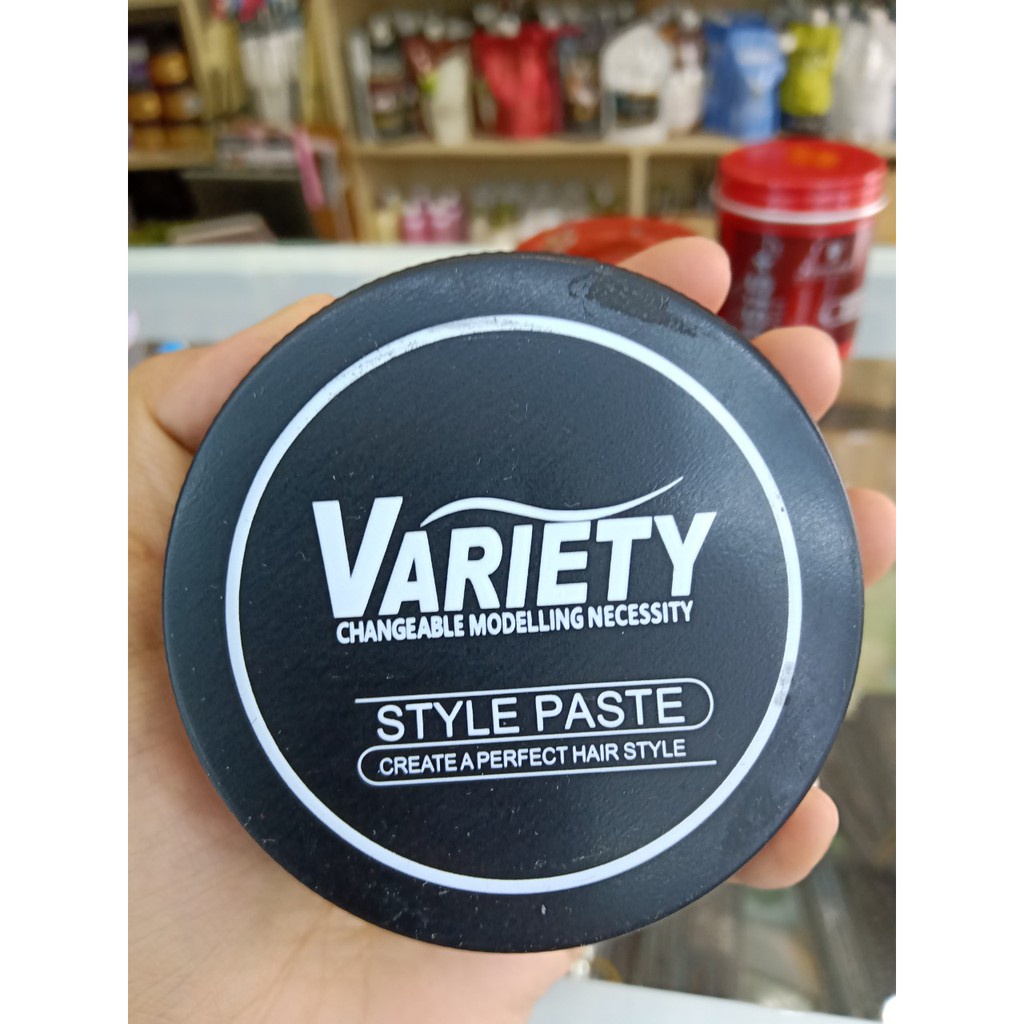 VARIETY
CHANGEABLE MODELLING NECESSITY
STYLE PASTE
CREATE A PERFECT HAIR STYLE